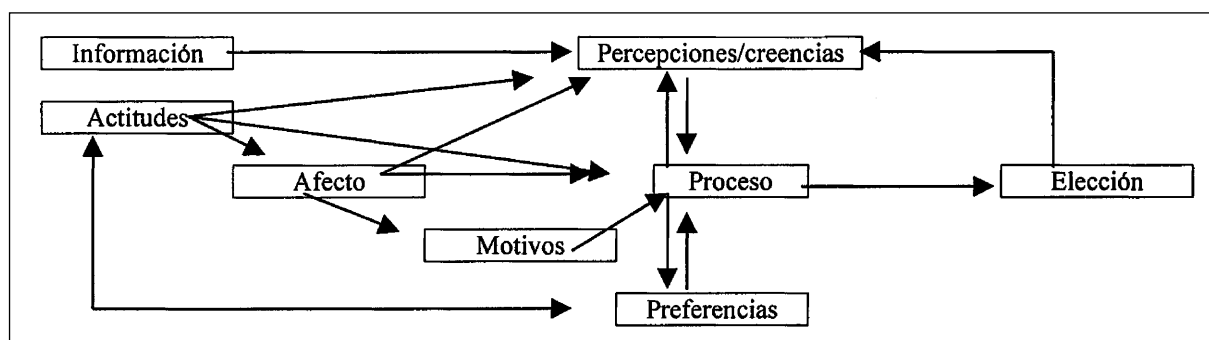 Información
Percepciones/creencias
Actitudes
Afecto
Proceso
Elección
Motivos
Preferencias